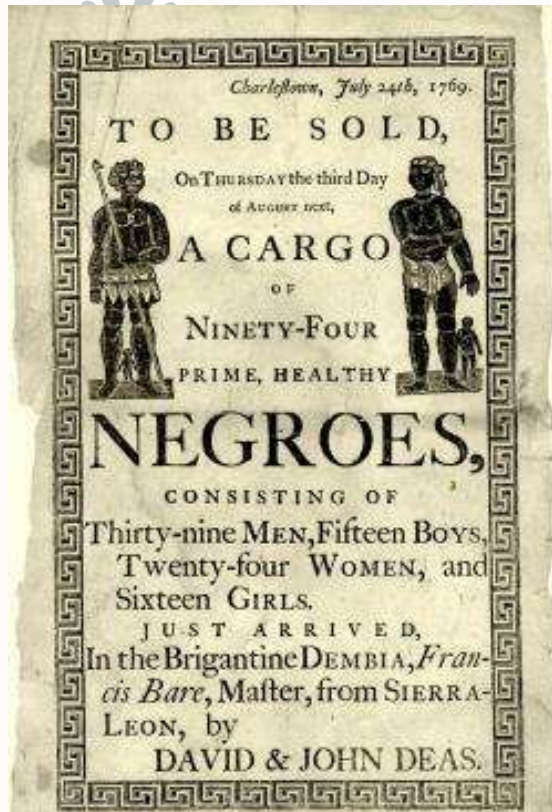 Charlestown, July 24th, 1769.
TO BE SOLD,
On THURSDAY the third Day
of AUGUST next,
A CARGO
OF
NINETY-FOUR
PRIME, HEALTHY
NEGROES,
CONSISTING OF
Thirty-nine MEN, Fifteen BOYS,
Twenty-four WOMEN, and
Sixteen GIRLS.
JUST ARRIVED,
In the Brigantine DEMBIA, Fran-
cis Bare, Master, from SIERRA-
LEON, by
DAVID & JOHN DEAS.